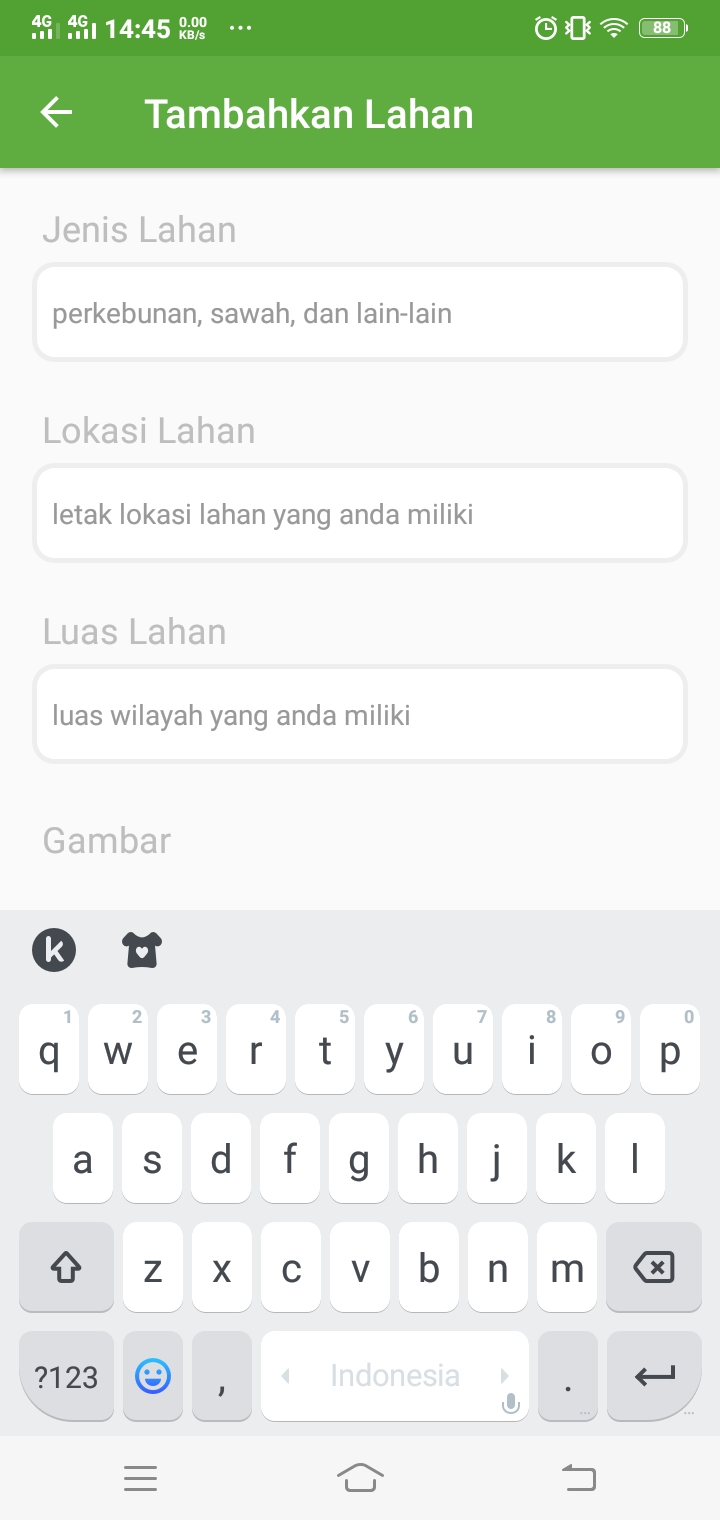 4G 4G 14:45 0.00 KB/s ... 88
Tambahkan Lahan
Jenis Lahan
perkebunan, sawah, dan lain-lain
Lokasi Lahan
letak lokasi lahan yang anda miliki
Luas Lahan
luas wilayah yang anda miliki
Gambar
k
1 2 3 4 5 6 7 8 9 0
q w e r t y u i o p
a s d f g h j k l
z x c v b n m
?123 , Indonesia .